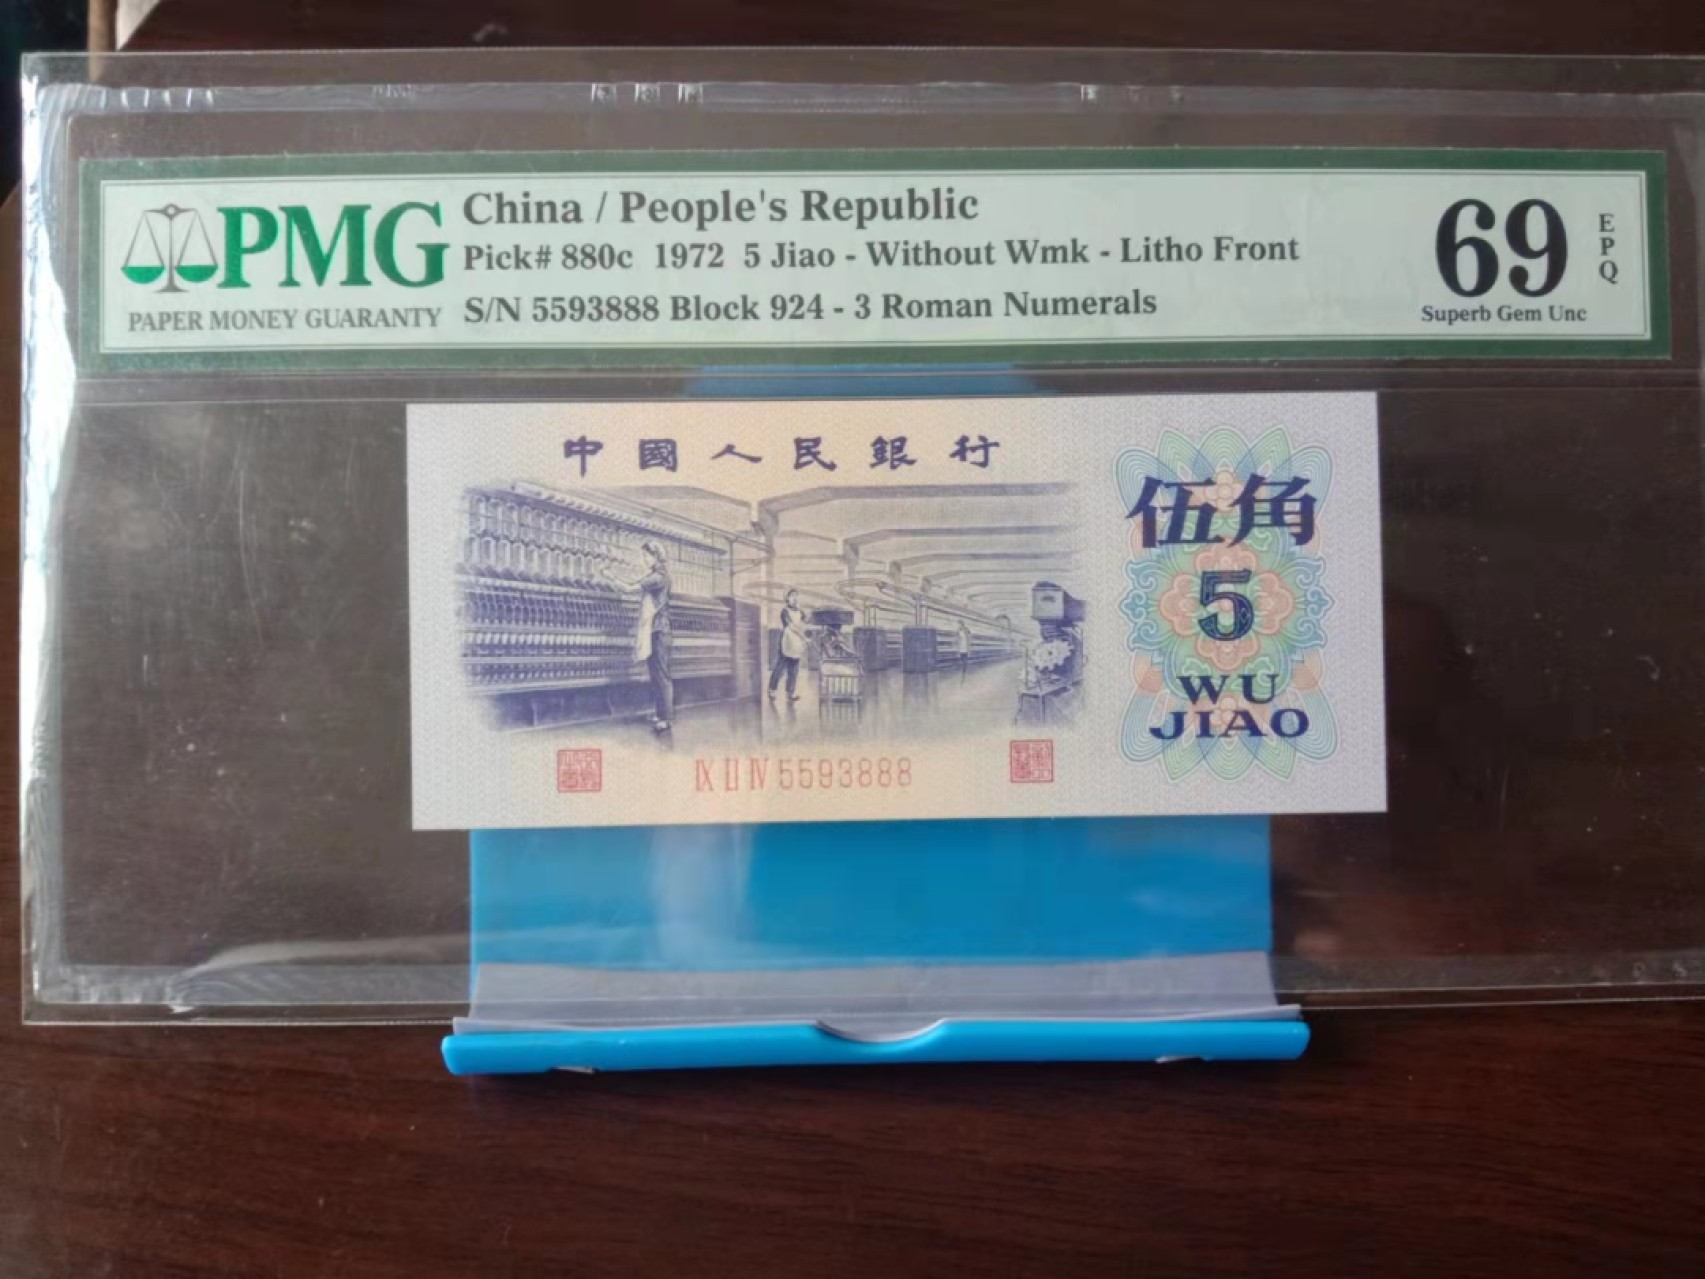 PMG
PAPER MONEY GUARANTY
China / People's Republic
Pick# 880c 1972 5 Jiao - Without Wmk - Litho Front
S/N 5593888 Block 924 - 3 Roman Numerals
69
EPQ
Superb Gem Unc
中國人民銀行
伍角
5
WU
JIAO
IX II IV 5593888